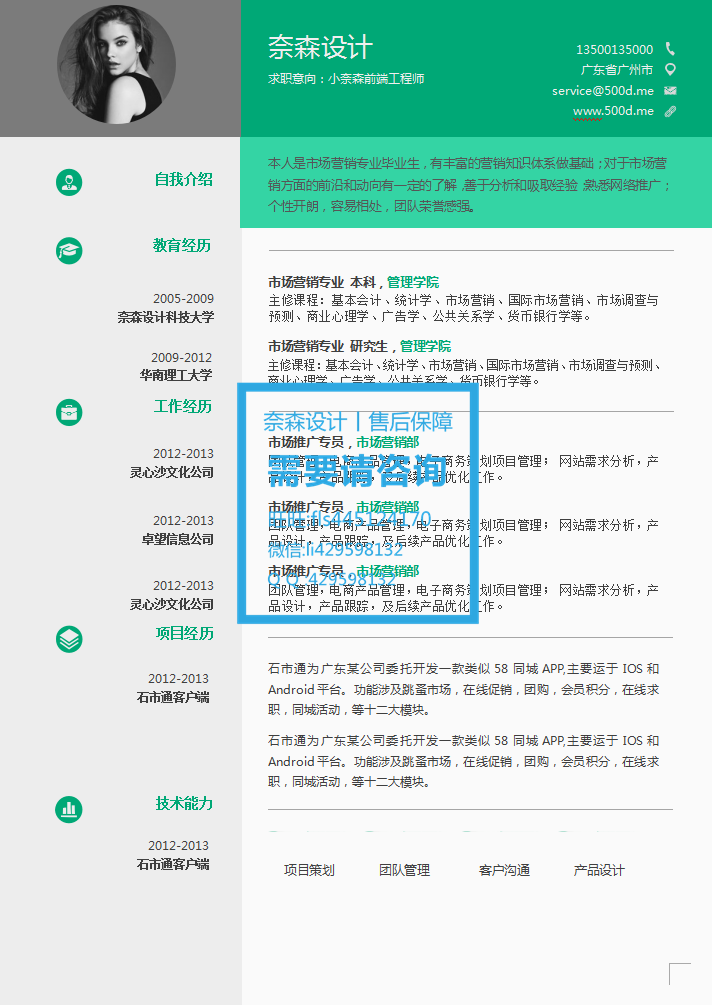 奈森设计
求职意向：小奈森前端工程师
13500135000
广东省广州市
service@500d.me
www.500d.me
自我介绍
本人是市场营销专业毕业生，有丰富的营销知识体系做基础；对于市场营
销方面的前沿和动向有一定的了解，善于分析和吸取经验；熟悉网络推广；
个性开朗，容易相处，团队荣誉感强。
教育经历
2005-2009
奈森设计科技大学
市场营销专业 本科，管理学院
主修课程：基本会计、统计学、市场营销、国际市场营销、市场调查与
预测、商业心理学、广告学、公共关系学、货币银行学等。
2009-2012
华南理工大学
市场营销专业 研究生，管理学院
主修课程：基本会计、统计学、市场营销、国际市场营销、市场调查与预测、
商业心理学、广告学、公共关系学、货币银行学等。
工作经历
奈森设计丨售后保障
2012-2013
灵心沙文化公司
市场推广专员，市场营销部
团队管理，电商产品管理，电子商务策划项目管理； 网站需求分析，产
品设计，产品跟踪，及后续产品优化工作。
需要请咨询
2012-2013
卓望信息公司
市场推广专员，市场营销部
团队管理，电商产品管理，电子商务策划项目管理； 网站需求分析，产
品设计，产品跟踪，及后续产品优化工作。
微信:fl429598132
2012-2013
灵心沙文化公司
市场推广专员，市场营销部
Q Q :429598132
团队管理，电商产品管理，电子商务策划项目管理； 网站需求分析，产
品设计，产品跟踪，及后续产品优化工作。
项目经历
2012-2013
石市通客户端
石市通为广东某公司委托开发一款类似 58 同城 APP,主要运于 IOS 和
Android 平台。功能涉及跳蚤市场，在线促销，团购，会员积分，在线求
职，同城活动，等十二大模块。
石市通为广东某公司委托开发一款类似 58 同城 APP,主要运于 IOS 和
Android 平台。功能涉及跳蚤市场，在线促销，团购，会员积分，在线求
职，同城活动，等十二大模块。
技术能力
2012-2013
石市通客户端
项目策划 团队管理 客户沟通 产品设计